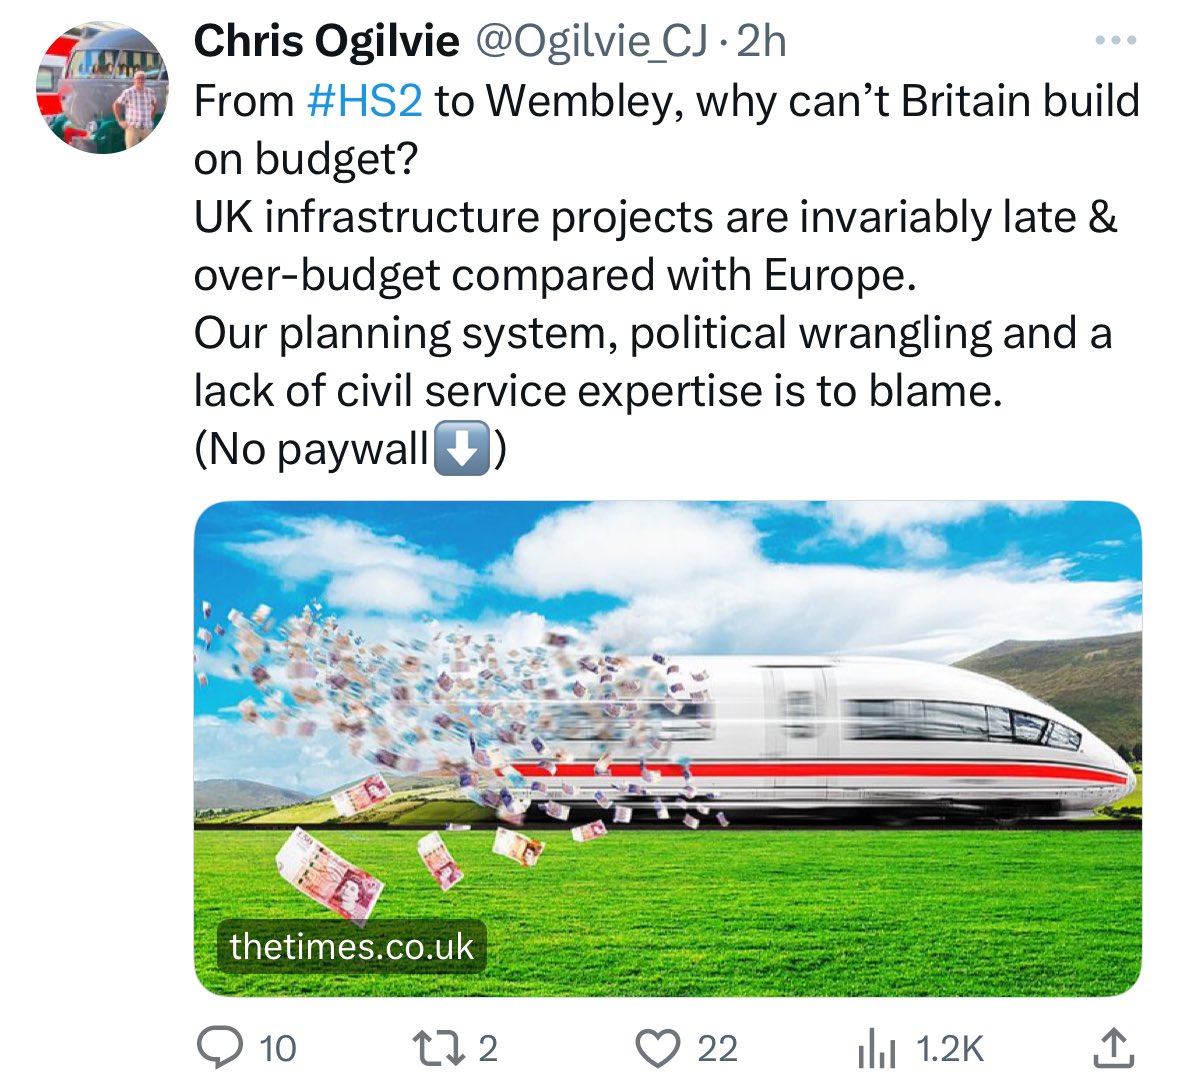 Chris Ogilvie @Ogilvie_CJ · 2h
From #HS2 to Wembley, why can’t Britain build
on budget?
UK infrastructure projects are invariably late &
over-budget compared with Europe.
Our planning system, political wrangling and a
lack of civil service expertise is to blame.
(No paywall⬇️)
thetimes.co.uk
10 2 22 1.2K